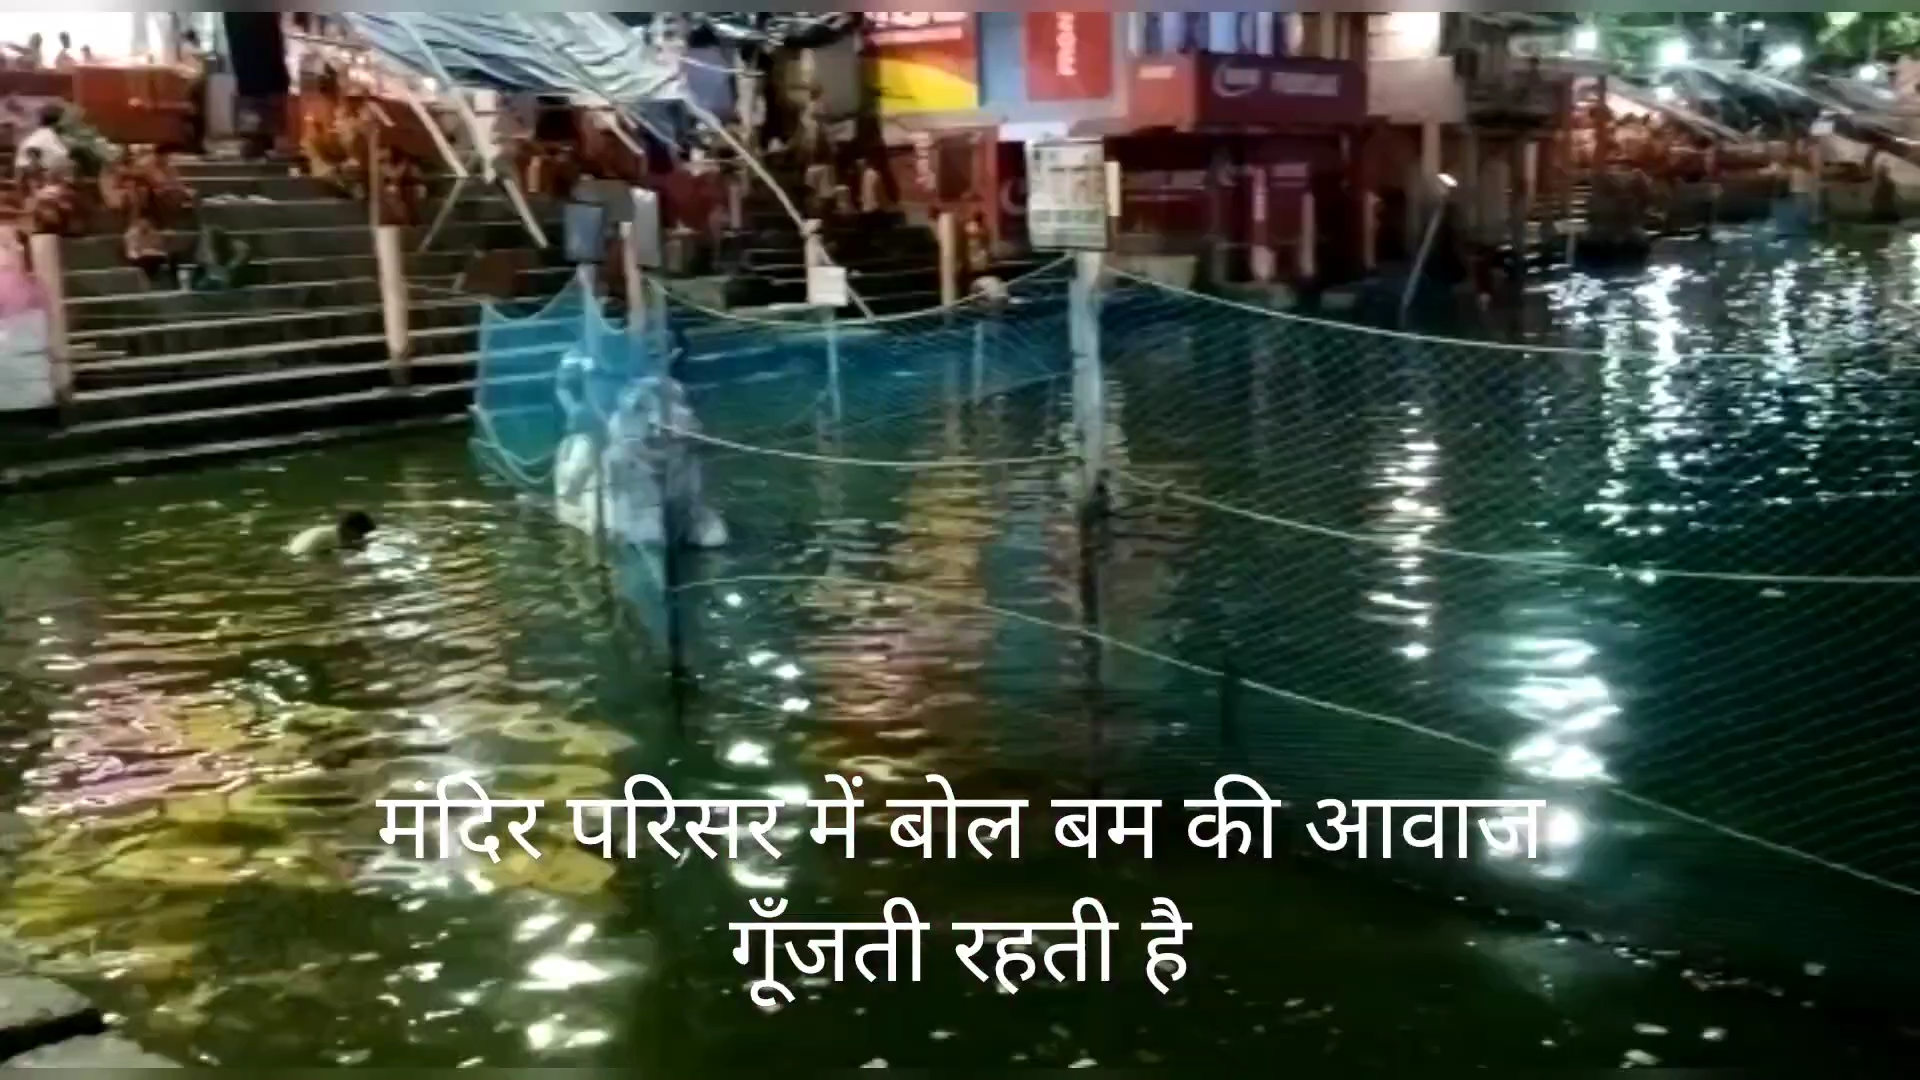 मंदिर परिसर में बोल बम की आवाज
गूँजती रहती है